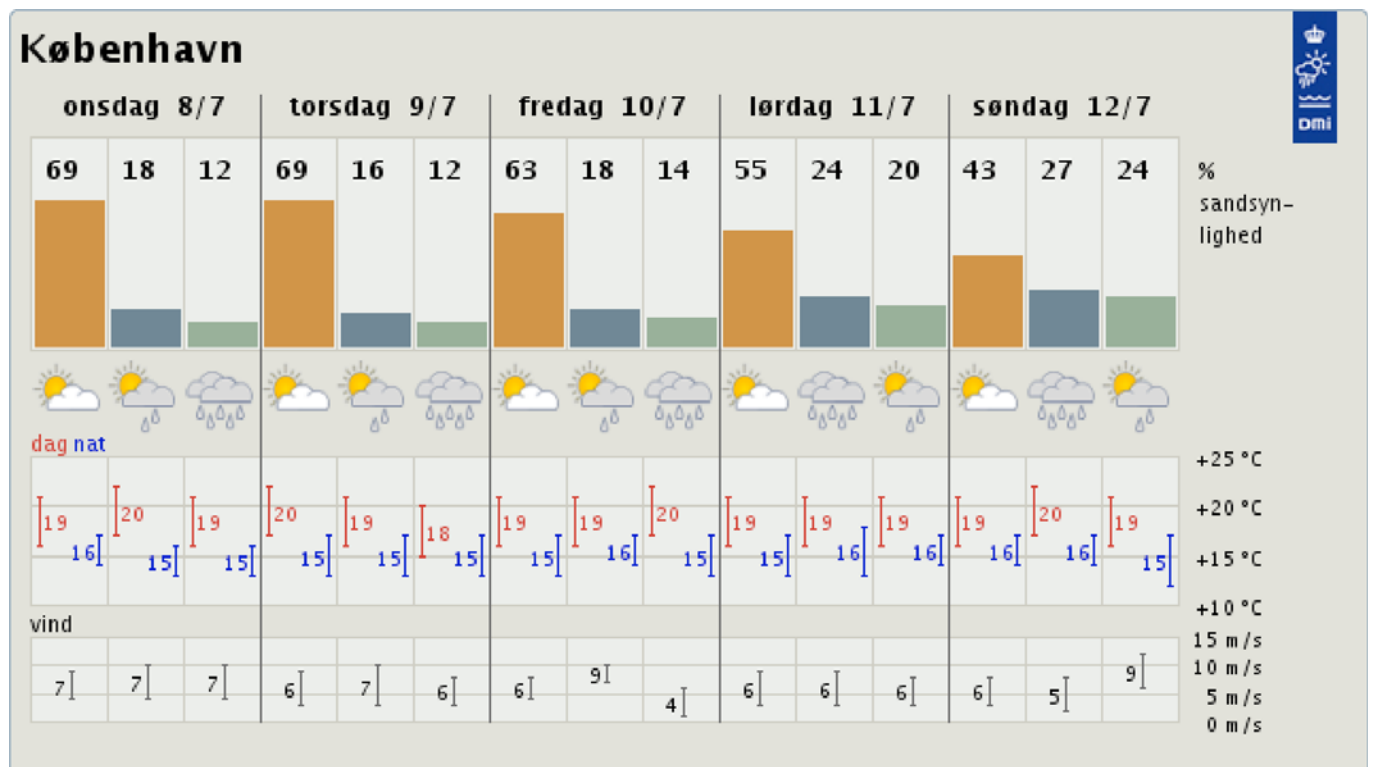 København
DMI
onsdag 8/7 torsdag 9/7 fredag 10/7 lørdag 11/7 søndag 12/7
69 18 12 69 16 12 63 18 14 55 24 20 43 27 24 %
sandsyn-
lighed
dag nat
+25 °C
+20 °C
+15 °C
+10 °C
19 16 20 15 19 15 20 15 19 15 18 15 19 15 19 16 20 15 19 15 19 16 19 16 19 16 20 16 19 15
vind
15 m/s
10 m/s
5 m/s
0 m/s
7 7 7 6 7 6 6 9 4 6 6 6 6 5 9